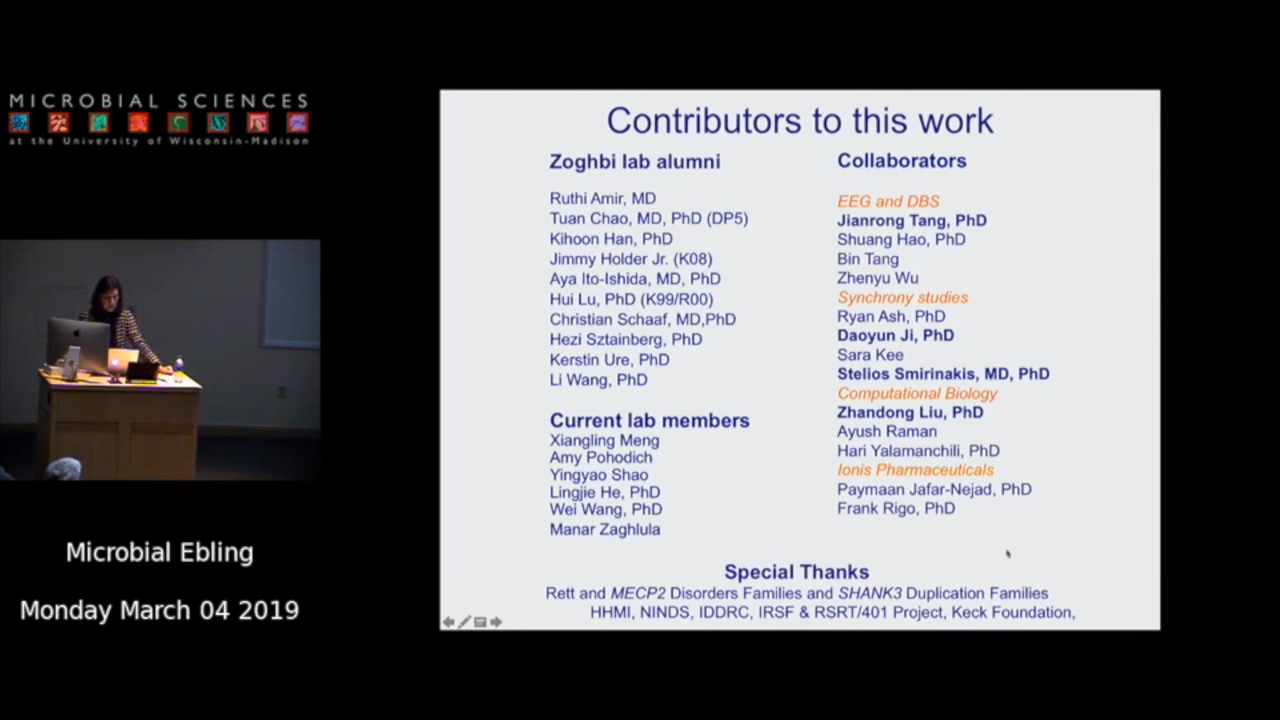 MICROBIAL SCIENCES
at the University of Wisconsin-Madison
Microbial Ebling
Monday March 04 2019
Contributors to this work
Zoghbi lab alumni
Ruthi Amir, MD
Tuan Chao, MD, PhD (DP5)
Kihoon Han, PhD
Jimmy Holder Jr. (K08)
Aya Ito-Ishida, MD, PhD
Hui Lu, PhD (K99/R00)
Christian Schaaf, MD,PhD
Hezi Sztainberg, PhD
Kerstin Ure, PhD
Li Wang, PhD
Current lab members
Xiangling Meng
Amy Pohodich
Yingyao Shao
Lingjie He, PhD
Wei Wang, PhD
Manar Zaghlula
Collaborators
EEG and DBS
Jianrong Tang, PhD
Shuang Hao, PhD
Bin Tang
Zhenyu Wu
Synchrony studies
Ryan Ash, PhD
Daoyun Ji, PhD
Sara Kee
Stelios Smirinakis, MD, PhD
Computational Biology
Zhandong Liu, PhD
Ayush Raman
Hari Yalamanchili, PhD
Ionis Pharmaceuticals
Paymaan Jafar-Nejad, PhD
Frank Rigo, PhD
Special Thanks
Rett and MECP2 Disorders Families and SHANK3 Duplication Families
HHMI, NINDS, IDDRC, IRSF & RSRT/401 Project, Keck Foundation,